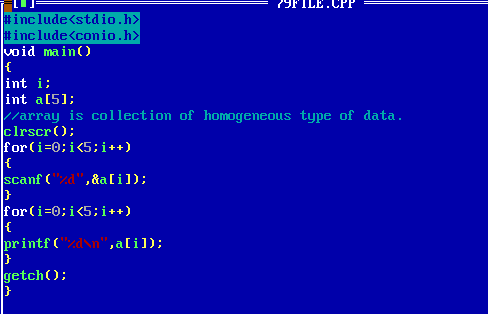 [■] 79FILE.CPP
#include<stdio.h>
#include<conio.h>
void main()
{
int i;
int a[5];
//array is collection of homogeneous type of data.
clrscr();
for(i=0;i<5;i++)
{
scanf("%d",&a[i]);
}
for(i=0;i<5;i++)
{
printf("%d\n",a[i]);
}
getch();
}